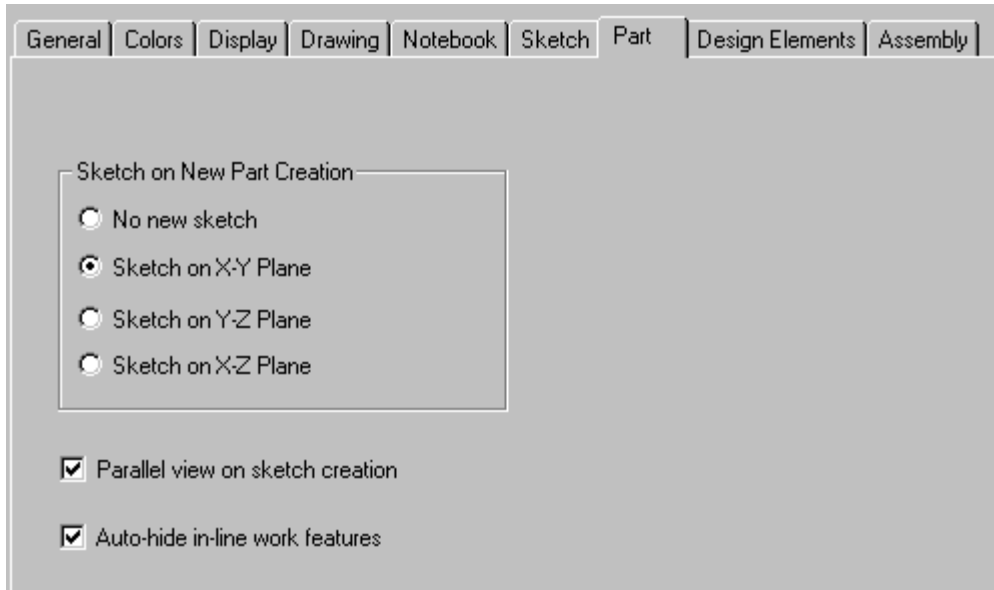 General Colors Display Drawing Notebook Sketch Part Design Elements Assembly
Sketch on New Part Creation
No new sketch
Sketch on X-Y Plane
Sketch on Y-Z Plane
Sketch on X-Z Plane
Parallel view on sketch creation
Auto-hide in-line work features